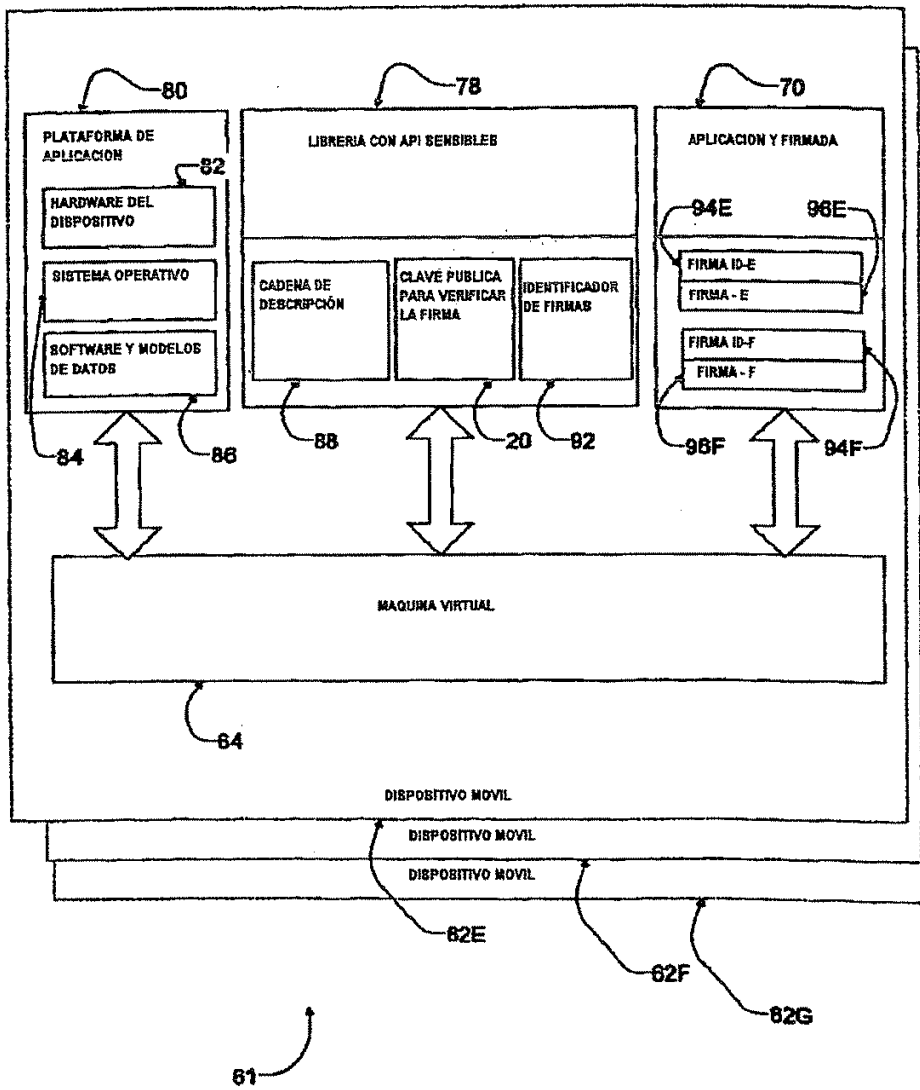 80
78
70
PLATAFORMA DE
APLICACION
82
HARDWARE DEL
DISPOSITIVO
SISTEMA OPERATIVO
SOFTWARE Y MODELOS
DE DATOS
84
86
LIBRERIA CON API SENSIBLES
CADENA DE
DESCRIPCIÓN
CLAVE PUBLICA
PARA VERIFICAR
LA FIRMA
IDENTIFICADOR
DE FIRMAS
88
20
92
APLICACION Y FIRMADA
94E
96E
FIRMA ID-E
FIRMA - E
FIRMA ID-F
FIRMA - F
96F
94F
MAQUINA VIRTUAL
64
DISPOSITIVO MOVIL
DISPOSITIVO MOVIL
DISPOSITIVO MOVIL
62E
62F
62G
61